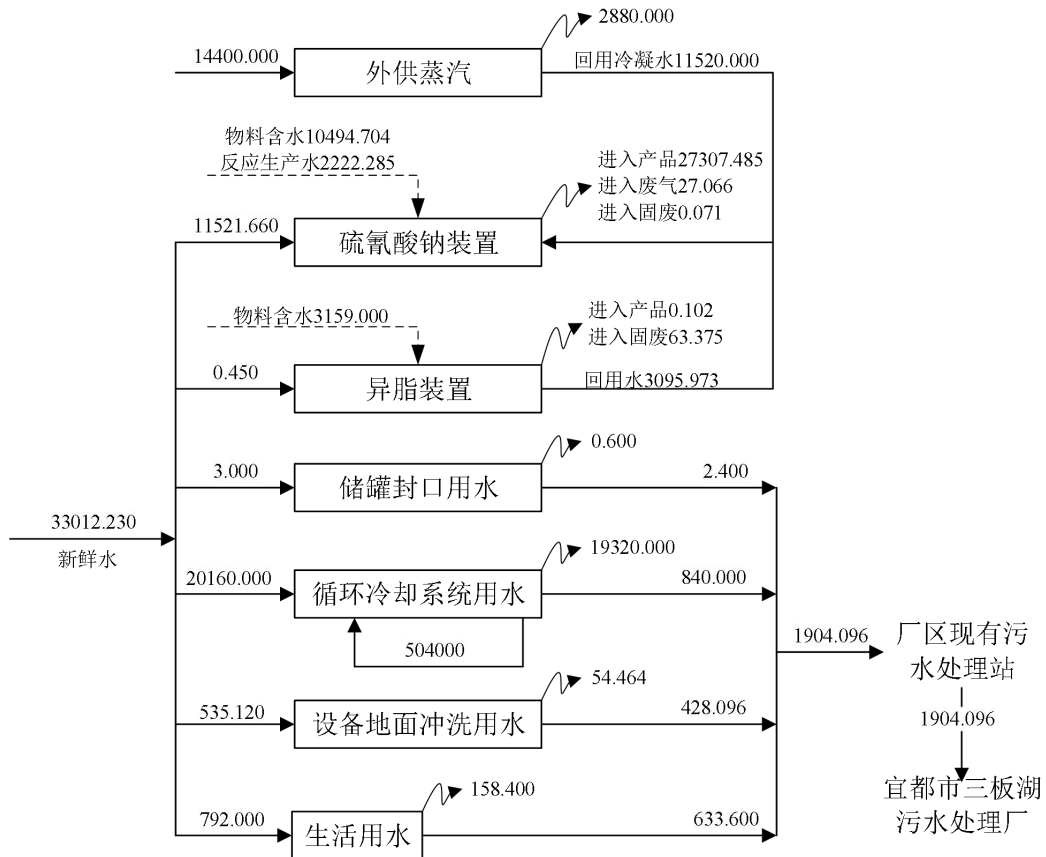 2880.000
14400.000
外供蒸汽
回用冷凝水11520.000
物料含水10494.704
反应生产水2222.285
进入产品27307.485
进入废气27.066
进入固废0.071
11521.660
硫氰酸钠装置
物料含水3159.000
进入产品0.102
进入固废63.375
0.450
异脂装置
回用水3095.973
0.600
3.000
储罐封口用水
2.400
33012.230
新鲜水
19320.000
20160.000
循环冷却系统用水
840.000
504000
1904.096
厂区现有污
水处理站
54.464
535.120
设备地面冲洗用水
428.096
1904.096
158.400
792.000
生活用水
633.600
宜都市三板湖
污水处理厂